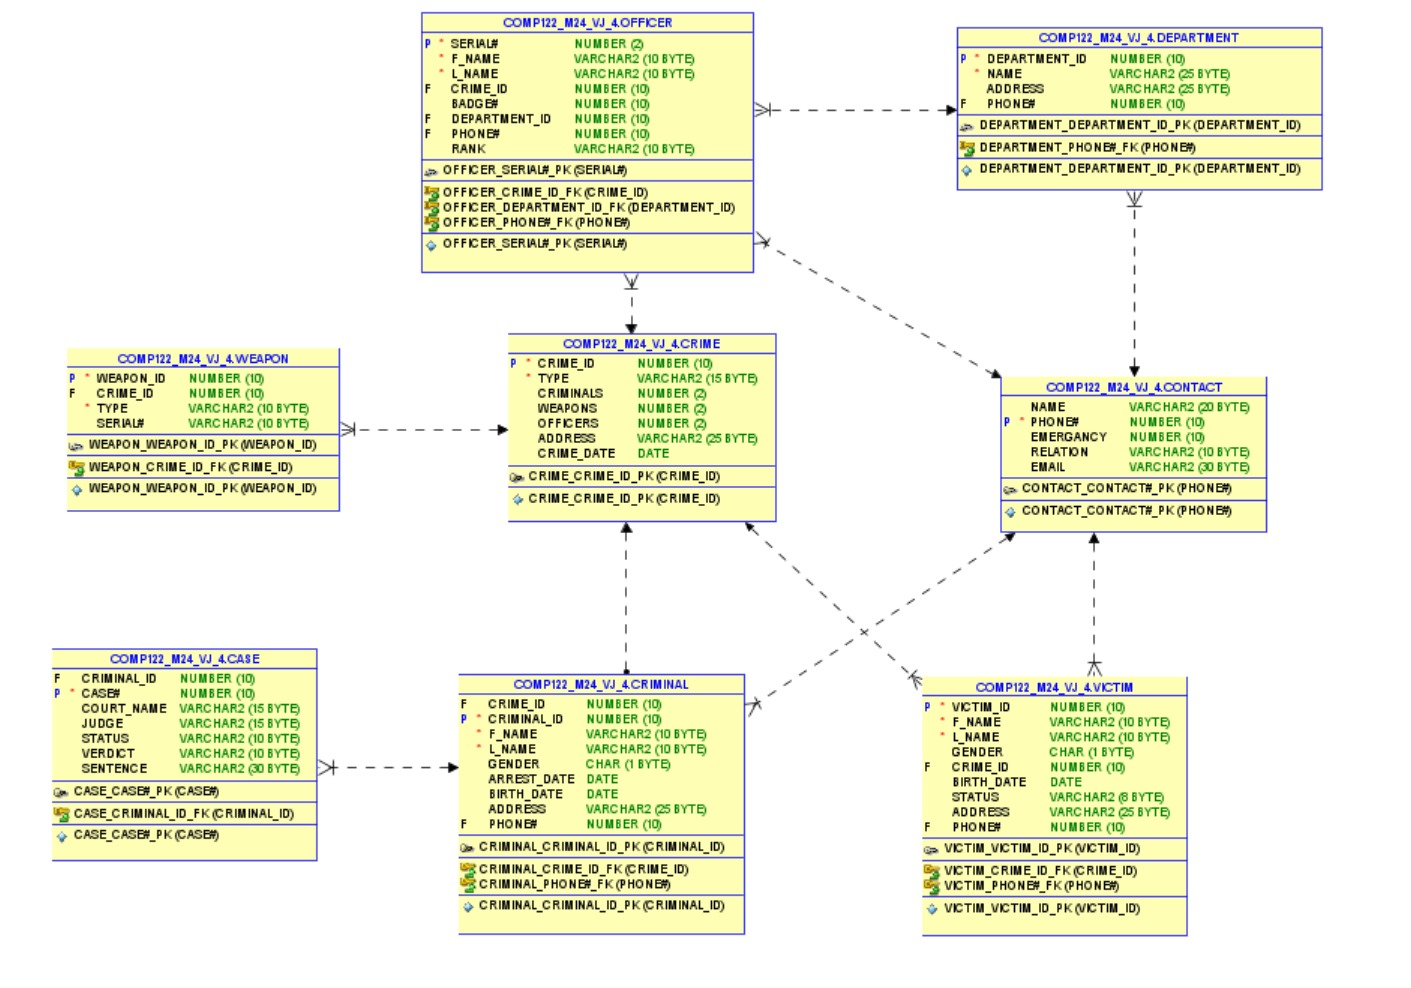 COMP122_M24_VJ_4.OFFICER
P * SERIAL# NUMBER (2)
* F_NAME VARCHAR2 (10 BYTE)
* L_NAME VARCHAR2 (10 BYTE)
F CRIME_ID NUMBER (10)
BADGE# NUMBER (10)
F DEPARTMENT_ID NUMBER (10)
F PHONE# NUMBER (10)
RANK VARCHAR2 (10 BYTE)
OFFICER_SERIAL#_PK (SERIAL#)
OFFICER_CRIME_ID_FK (CRIME_ID)
OFFICER_DEPARTMENT_ID_FK (DEPARTMENT_ID)
OFFICER_PHONE#_FK (PHONE#)
OFFICER_SERIAL#_PK (SERIAL#)
COMP122_M24_VJ_4.DEPARTMENT
P * DEPARTMENT_ID NUMBER (10)
* NAME VARCHAR2 (25 BYTE)
ADDRESS VARCHAR2 (25 BYTE)
F PHONE# NUMBER (10)
DEPARTMENT_DEPARTMENT_ID_PK (DEPARTMENT_ID)
DEPARTMENT_PHONE#_FK (PHONE#)
DEPARTMENT_DEPARTMENT_ID_PK (DEPARTMENT_ID)
COMP122_M24_VJ_4.WEAPON
P * WEAPON_ID NUMBER (10)
F CRIME_ID NUMBER (10)
* TYPE VARCHAR2 (10 BYTE)
SERIAL# VARCHAR2 (10 BYTE)
WEAPON_WEAPON_ID_PK (WEAPON_ID)
WEAPON_CRIME_ID_FK (CRIME_ID)
WEAPON_WEAPON_ID_PK (WEAPON_ID)
COMP122_M24_VJ_4.CRIME
P * CRIME_ID NUMBER (10)
* TYPE VARCHAR2 (15 BYTE)
CRIMINALS NUMBER (2)
WEAPONS NUMBER (2)
OFFICERS NUMBER (2)
ADDRESS VARCHAR2 (25 BYTE)
CRIME_DATE DATE
CRIME_CRIME_ID_PK (CRIME_ID)
CRIME_CRIME_ID_PK (CRIME_ID)
COMP122_M24_VJ_4.CONTACT
NAME VARCHAR2 (20 BYTE)
P * PHONE# NUMBER (10)
EMERGANCY NUMBER (10)
RELATION VARCHAR2 (10 BYTE)
EMAIL VARCHAR2 (30 BYTE)
CONTACT_CONTACT#_PK (PHONE#)
CONTACT_CONTACT#_PK (PHONE#)
COMP122_M24_VJ_4.CASE
F CRIMINAL_ID NUMBER (10)
P * CASE# NUMBER (10)
COURT_NAME VARCHAR2 (15 BYTE)
JUDGE VARCHAR2 (15 BYTE)
STATUS VARCHAR2 (10 BYTE)
VERDICT VARCHAR2 (10 BYTE)
SENTENCE VARCHAR2 (30 BYTE)
CASE_CASE#_PK (CASE#)
CASE_CRIMINAL_ID_FK (CRIMINAL_ID)
CASE_CASE#_PK (CASE#)
COMP122_M24_VJ_4.CRIMINAL
F CRIME_ID NUMBER (10)
P * CRIMINAL_ID NUMBER (10)
* F_NAME VARCHAR2 (10 BYTE)
* L_NAME VARCHAR2 (10 BYTE)
GENDER CHAR (1 BYTE)
ARREST_DATE DATE
BIRTH_DATE DATE
ADDRESS VARCHAR2 (25 BYTE)
F PHONE# NUMBER (10)
CRIMINAL_CRIMINAL_ID_PK (CRIMINAL_ID)
CRIMINAL_CRIME_ID_FK (CRIME_ID)
CRIMINAL_PHONE#_FK (PHONE#)
CRIMINAL_CRIMINAL_ID_PK (CRIMINAL_ID)
COMP122_M24_VJ_4.VICTIM
P * VICTIM_ID NUMBER (10)
* F_NAME VARCHAR2 (10 BYTE)
* L_NAME VARCHAR2 (10 BYTE)
GENDER CHAR (1 BYTE)
F CRIME_ID NUMBER (10)
BIRTH_DATE DATE
STATUS VARCHAR2 (8 BYTE)
ADDRESS VARCHAR2 (25 BYTE)
F PHONE# NUMBER (10)
VICTIM_VICTIM_ID_PK (VICTIM_ID)
VICTIM_CRIME_ID_FK (CRIME_ID)
VICTIM_PHONE#_FK (PHONE#)
VICTIM_VICTIM_ID_PK (VICTIM_ID)